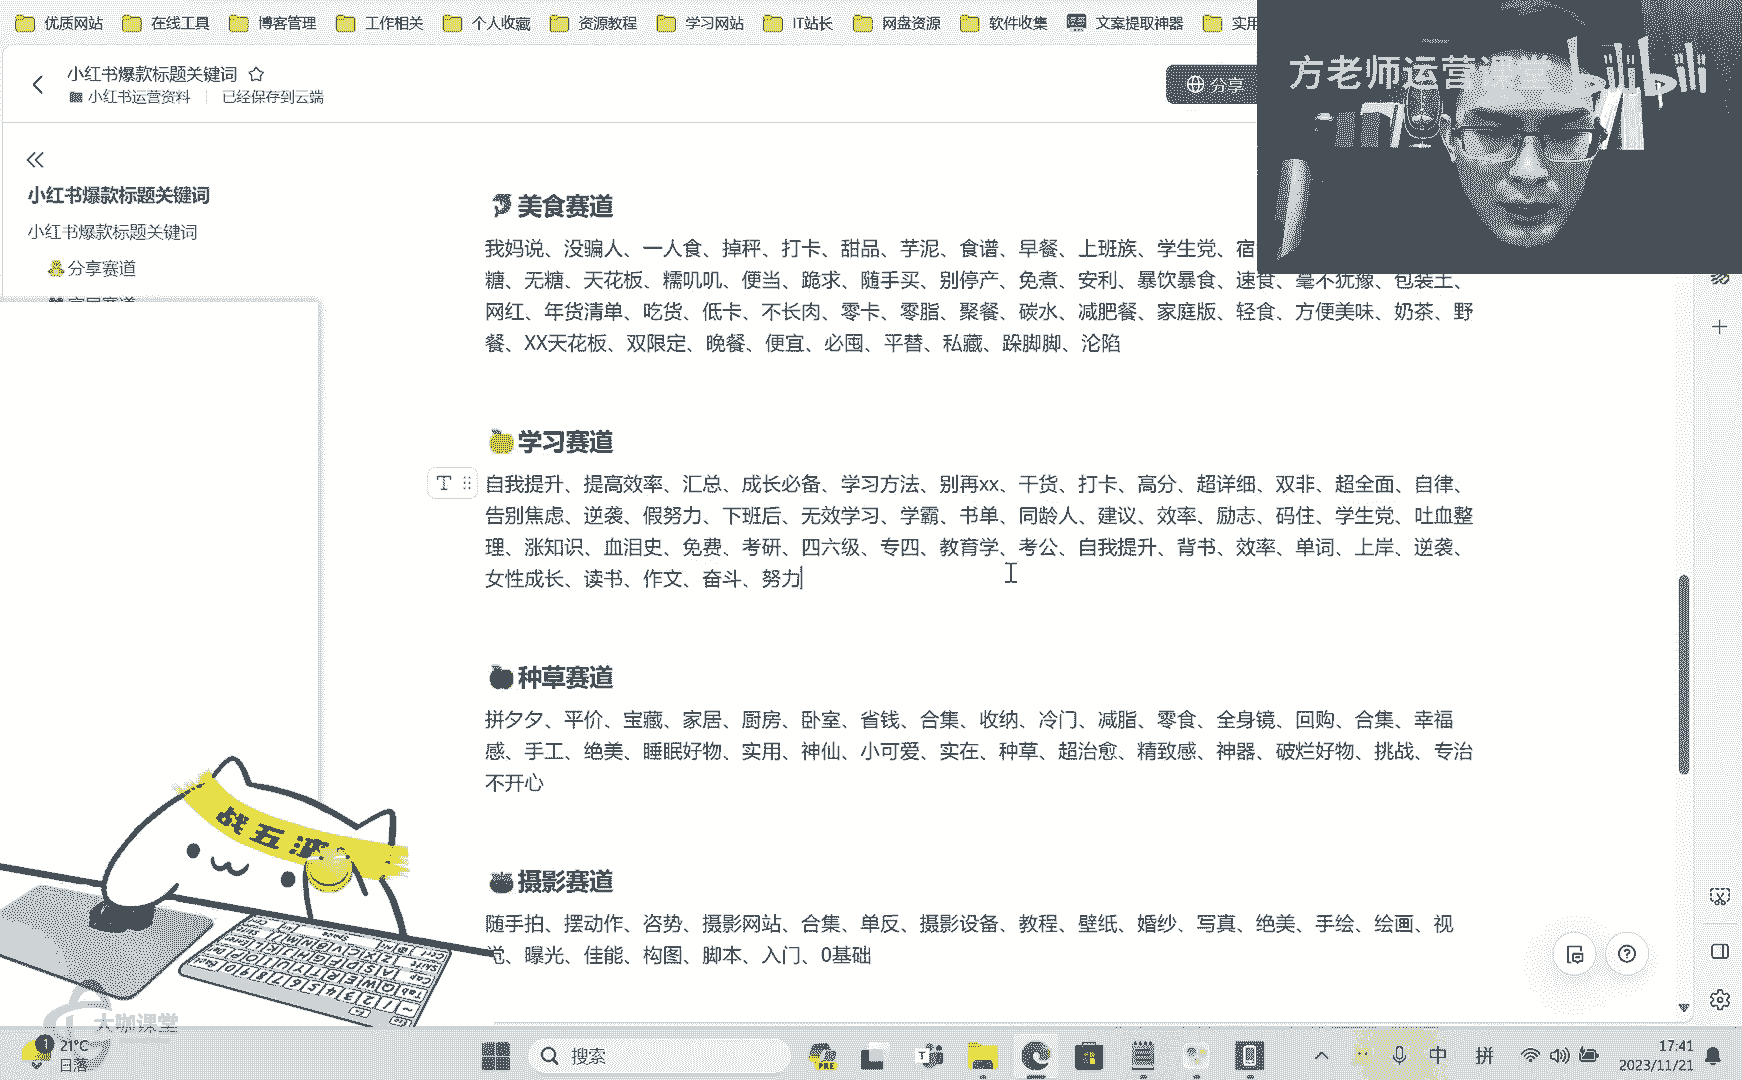 优质网站 在线工具 博客管理 工作相关 个人收藏 资源教程 学习网站 IT站长 网盘资源 软件收集 文案提取神器 实用
小红书爆款标题关键词
小红书运营资料 已经保存到云端
分享
方老师运营课堂 bilibili
小红书爆款标题关键词
小红书爆款标题关键词
分享赛道
美食赛道
我妈说、没骗人、一人食、掉秤、打卡、甜品、芋泥、食谱、早餐、上班族、学生党、宿
糖、无糖、天花板、糯叽叽、便当、跪求、随手买、别停产、免煮、安利、暴饮暴食、速食、毫不犹豫、包装土、
网红、年货清单、吃货、低卡、不长肉、零卡、零脂、聚餐、碳水、减肥餐、家庭版、轻食、方便美味、奶茶、野
餐、XX天花板、双限定、晚餐、便宜、必囤、平替、私藏、跺脚脚、沦陷
学习赛道
自我提升、提高效率、汇总、成长必备、学习方法、别再xx、干货、打卡、高分、超详细、双非、超全面、自律、
告别焦虑、逆袭、假努力、下班后、无效学习、学霸、书单、同龄人、建议、效率、励志、码住、学生党、吐血整
理、涨知识、血泪史、免费、考研、四六级、专四、教育学、考公、自我提升、背书、效率、单词、上岸、逆袭、
女性成长、读书、作文、奋斗、努力
种草赛道
拼夕夕、平价、宝藏、家居、厨房、卧室、省钱、合集、收纳、冷门、减脂、零食、全身镜、回购、合集、幸福
感、手工、绝美、睡眠好物、实用、神仙、小可爱、实在、种草、超治愈、精致感、神器、破烂好物、挑战、专治
不开心
摄影赛道
随手拍、摆动作、咨势、摄影网站、合集、单反、摄影设备、教程、壁纸、婚纱、写真、绝美、手绘、绘画、视
觉、曝光、佳能、构图、脚本、入门、0基础
战五渣
大咖课堂
1 21°C
日落
搜索
PRE
中 拼
17:41
2023/11/21